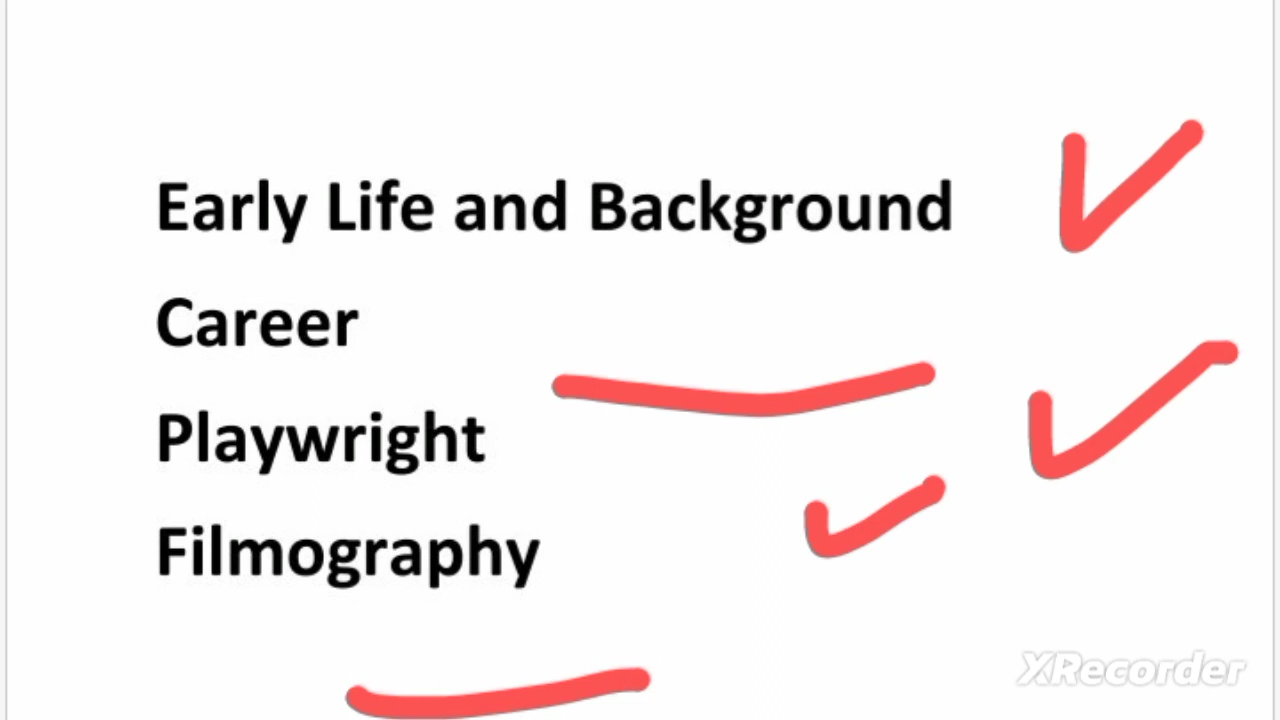 Early Life and Background
Career
Playwright
Filmography
XRecorder